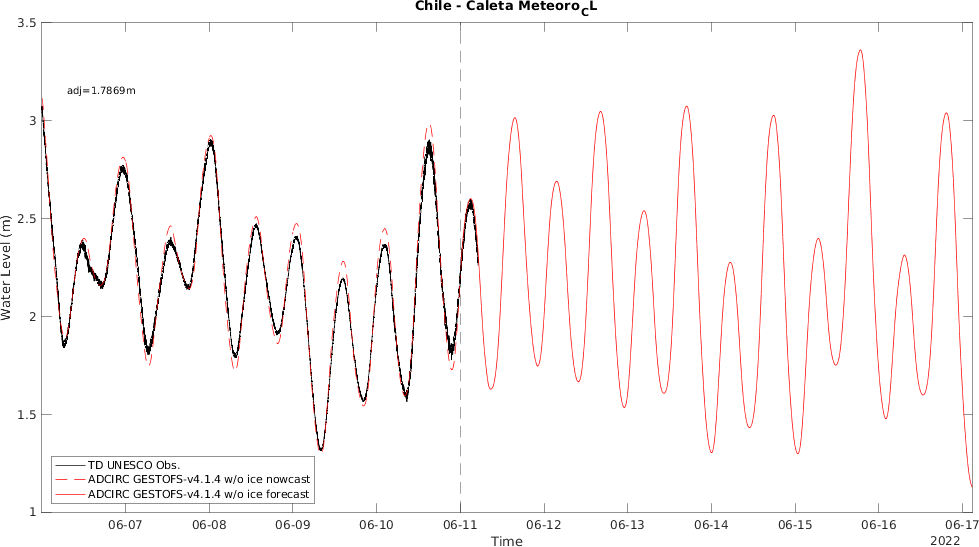 Chile - Caleta Meteoro_CL
3.5
adj=1.7869m
3
2.5
Water Level (m)
2
1.5
TD UNESCO Obs.
ADCIRC GESTOFS-v4.1.4 w/o ice nowcast
ADCIRC GESTOFS-v4.1.4 w/o ice forecast
1
06-07 06-08 06-09 06-10 06-11 06-12 06-13 06-14 06-15 06-16 06-17
Time 2022